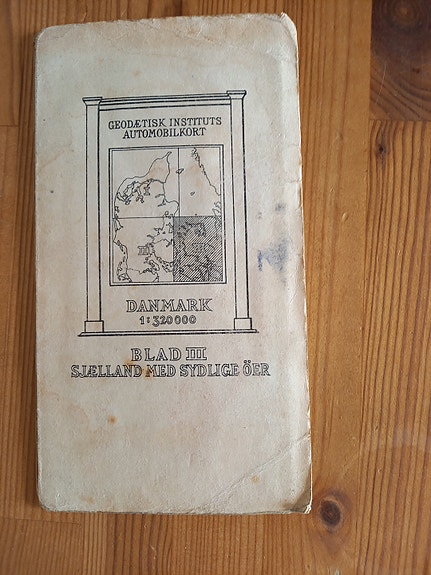 GEODÆTISK INSTITUTS
AUTOMOBILKORT
DANMARK
1:320000
BLAD III
SJÆLLAND MED SYDLIGE ÖER